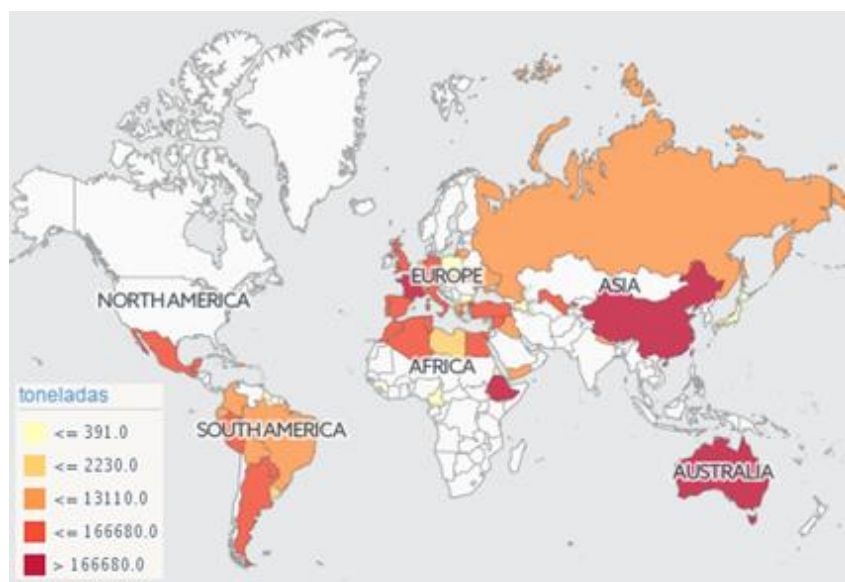 NORTH AMERICA
EUROPE
ASIA
AFRICA
SOUTH AMERICA
AUSTRALIA
toneladas
<= 391.0
<= 2230.0
<= 13110.0
<= 166680.0
> 166680.0